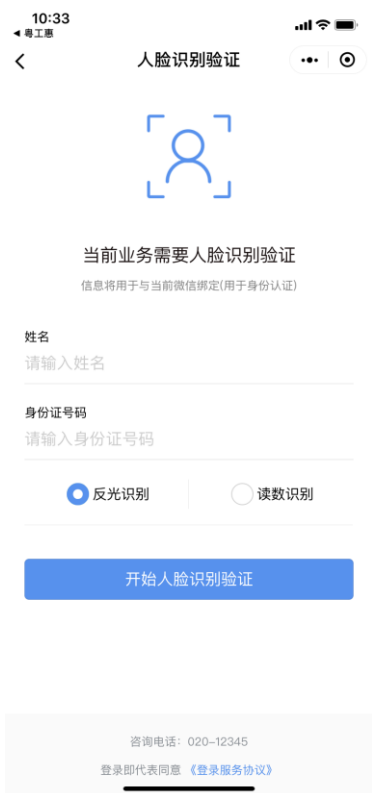 10:33
◀ 粤工惠
人脸识别验证
当前业务需要人脸识别验证
信息将用于与当前微信绑定(用于身份认证)
姓名
请输入姓名
身份证号码
请输入身份证号码
反光识别 读数识别
开始人脸识别验证
咨询电话：020-12345
登录即代表同意 《登录服务协议》